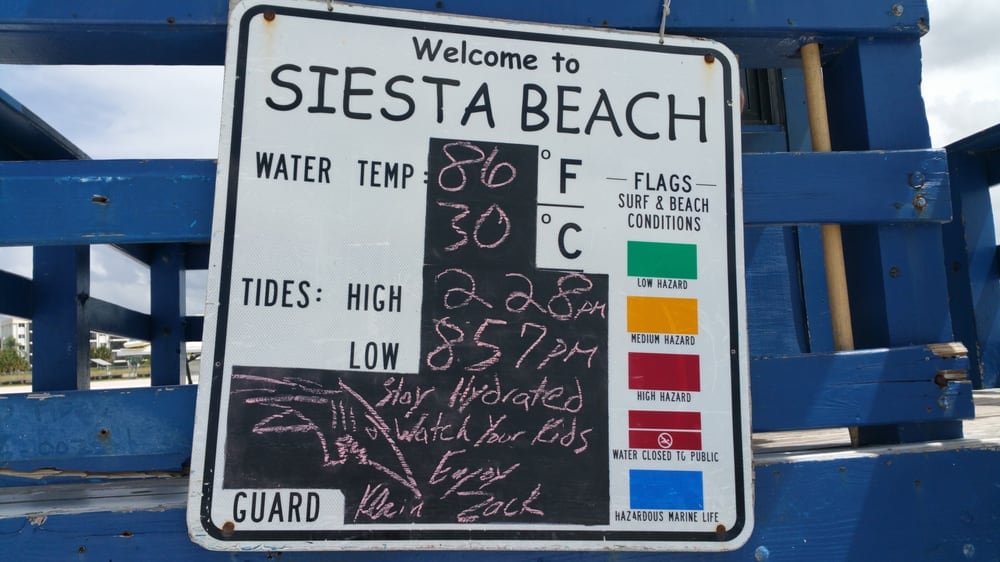 Welcome to
SIESTA BEACH
WATER TEMP: 86 °F
30 °C
TIDES: HIGH 2 28pm
LOW 857pm
Stay Hydrated
Watch Your Kids
Enjoy
GUARD Klein Zack
FLAGS
SURF & BEACH
CONDITIONS
LOW HAZARD
MEDIUM HAZARD
HIGH HAZARD
WATER CLOSED TO PUBLIC
HAZARDOUS MARINE LIFE